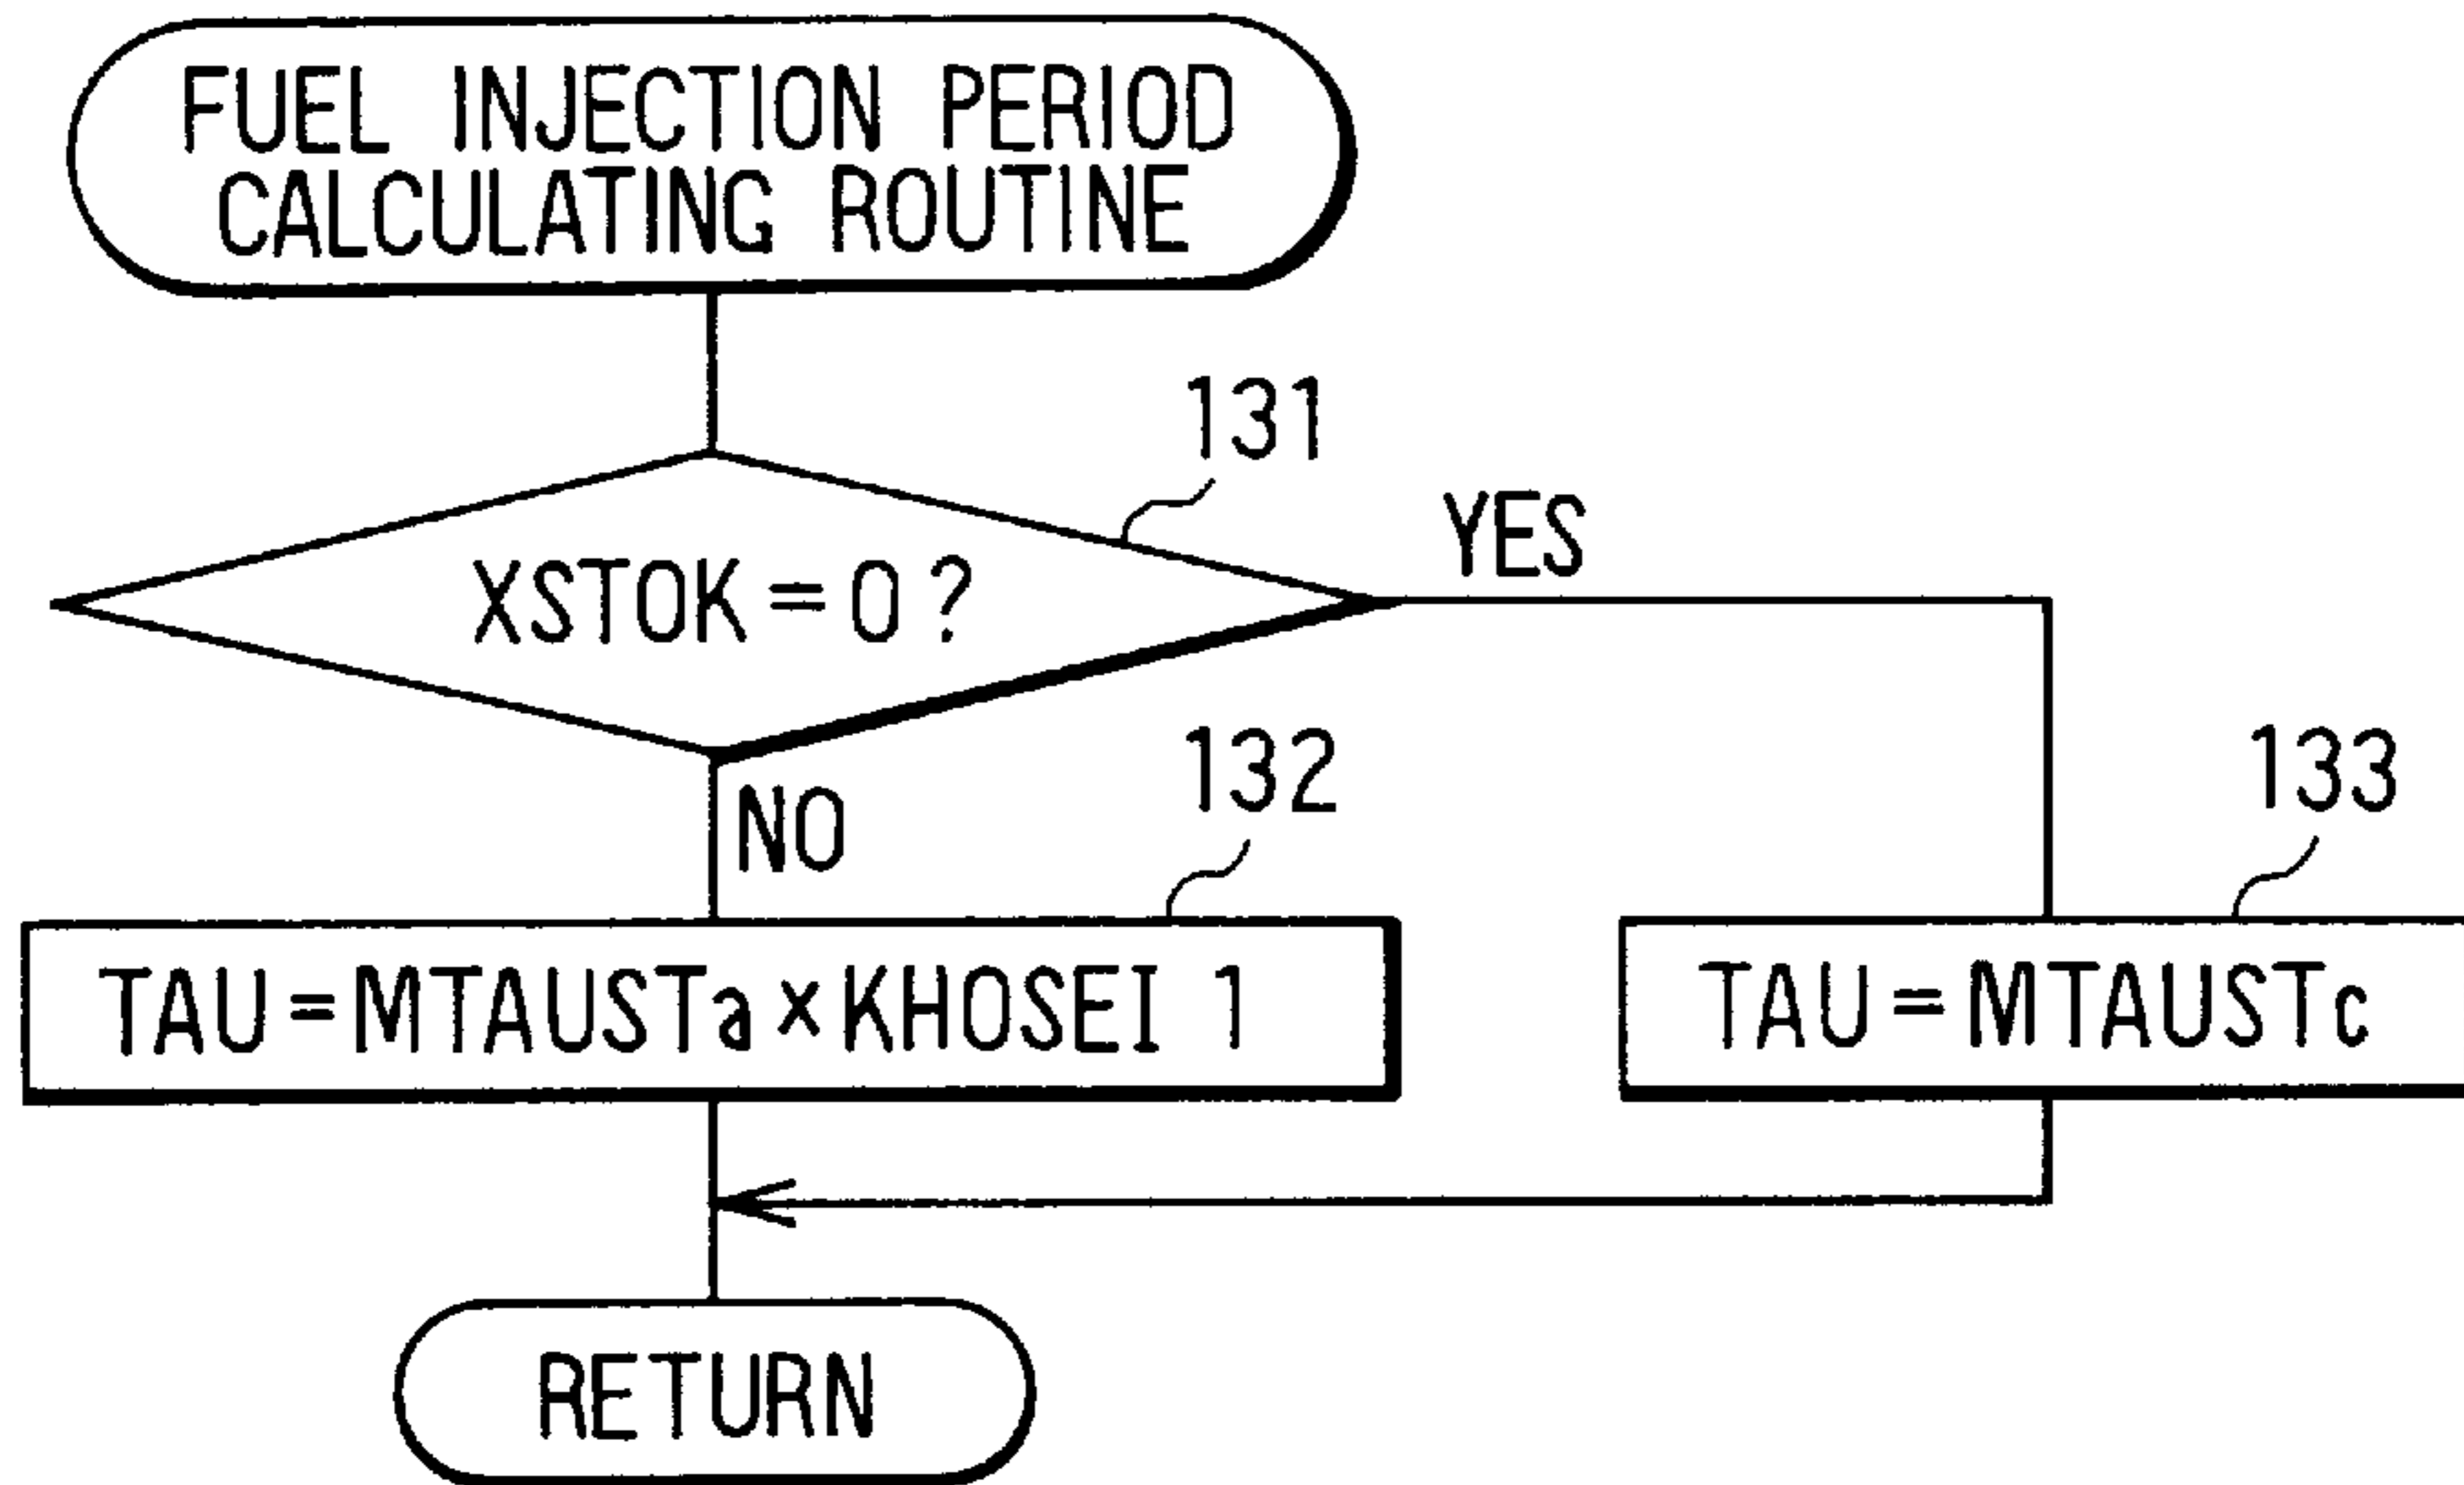 FUEL INJECTION PERIOD
CALCULATING ROUTINE
131
XSTOK=0?
YES
NO
132
133
TAU=MTAUSTa×KHOSEI 1
TAU=MTAUSTc
RETURN